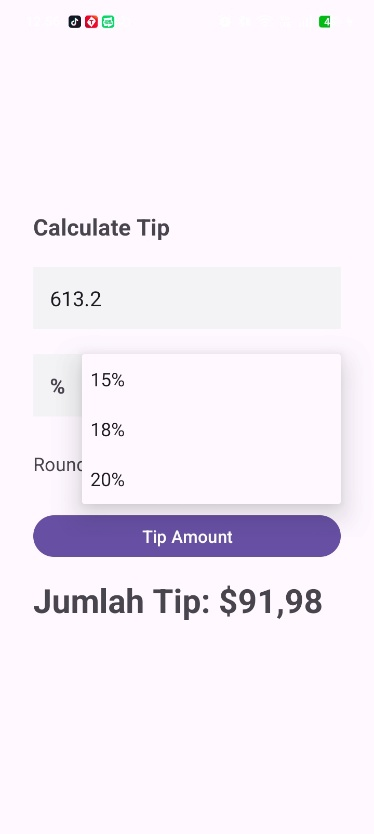 Calculate Tip
613.2
%
15%
18%
Round
20%
Tip Amount
Jumlah Tip: $91,98